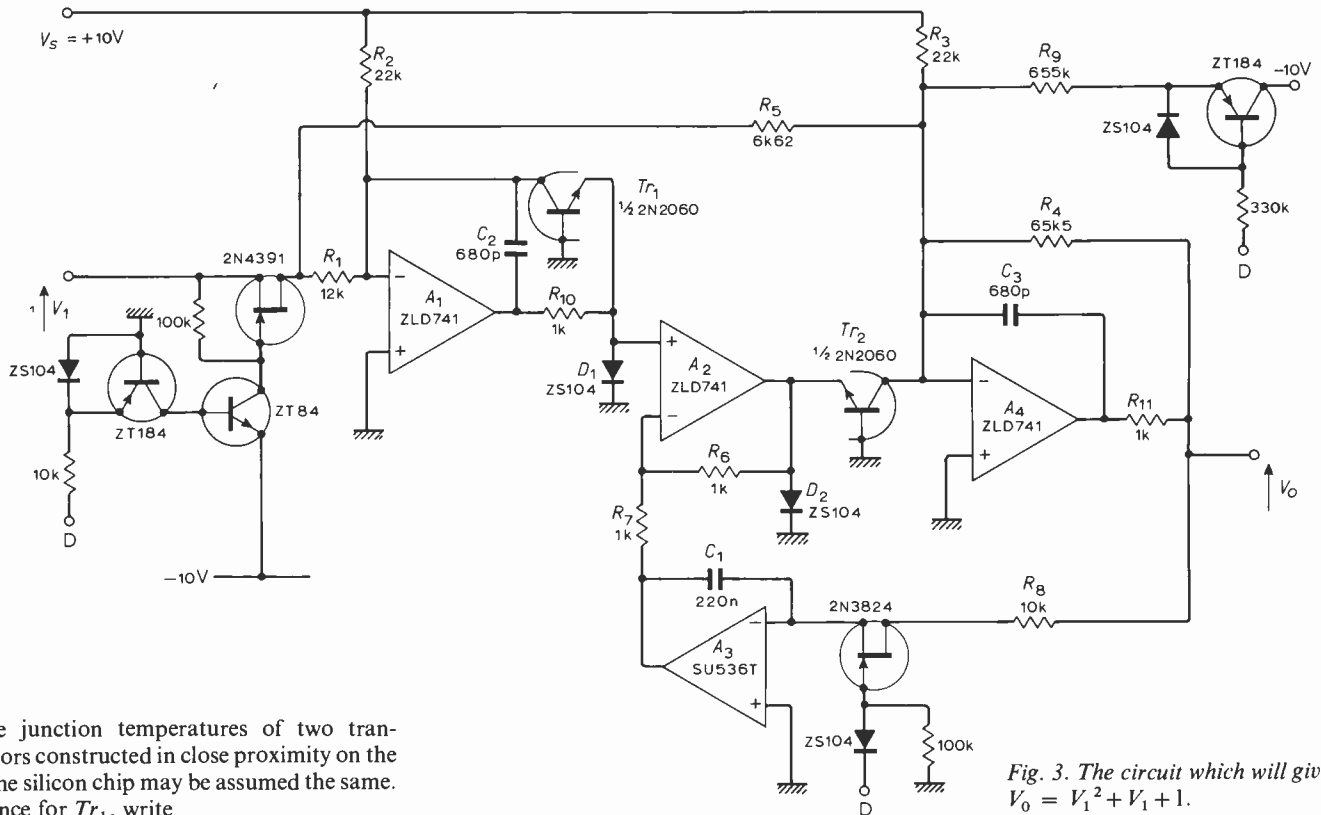 V_S = +10V
R_2
22k
R_3
22k
R_9
655k
ZT184
-10V
R_5
6k62
ZS104
Tr_1
½ 2N2060
C_2
680p
330k
D
R_4
65k5
2N4391
R_1
12k
A_1
ZLD741
R_10
1k
C_3
680p
1 V_1
100k
ZS104
ZT184
ZT84
10k
D
-10V
D_1
ZS104
A_2
ZLD741
Tr_2
½ 2N2060
A_4
ZLD741
R_11
1k
V_O
R_6
1k
D_2
ZS104
R_7
1k
C_1
220n
2N3824
R_8
10k
A_3
SU536T
ZS104
100k
D
e junction temperatures of two tran-
ors constructed in close proximity on the
ne silicon chip may be assumed the same.
nce for Tr_1, write
Fig. 3. The circuit which will giv
V_0 = V_1² + V_1 + 1.